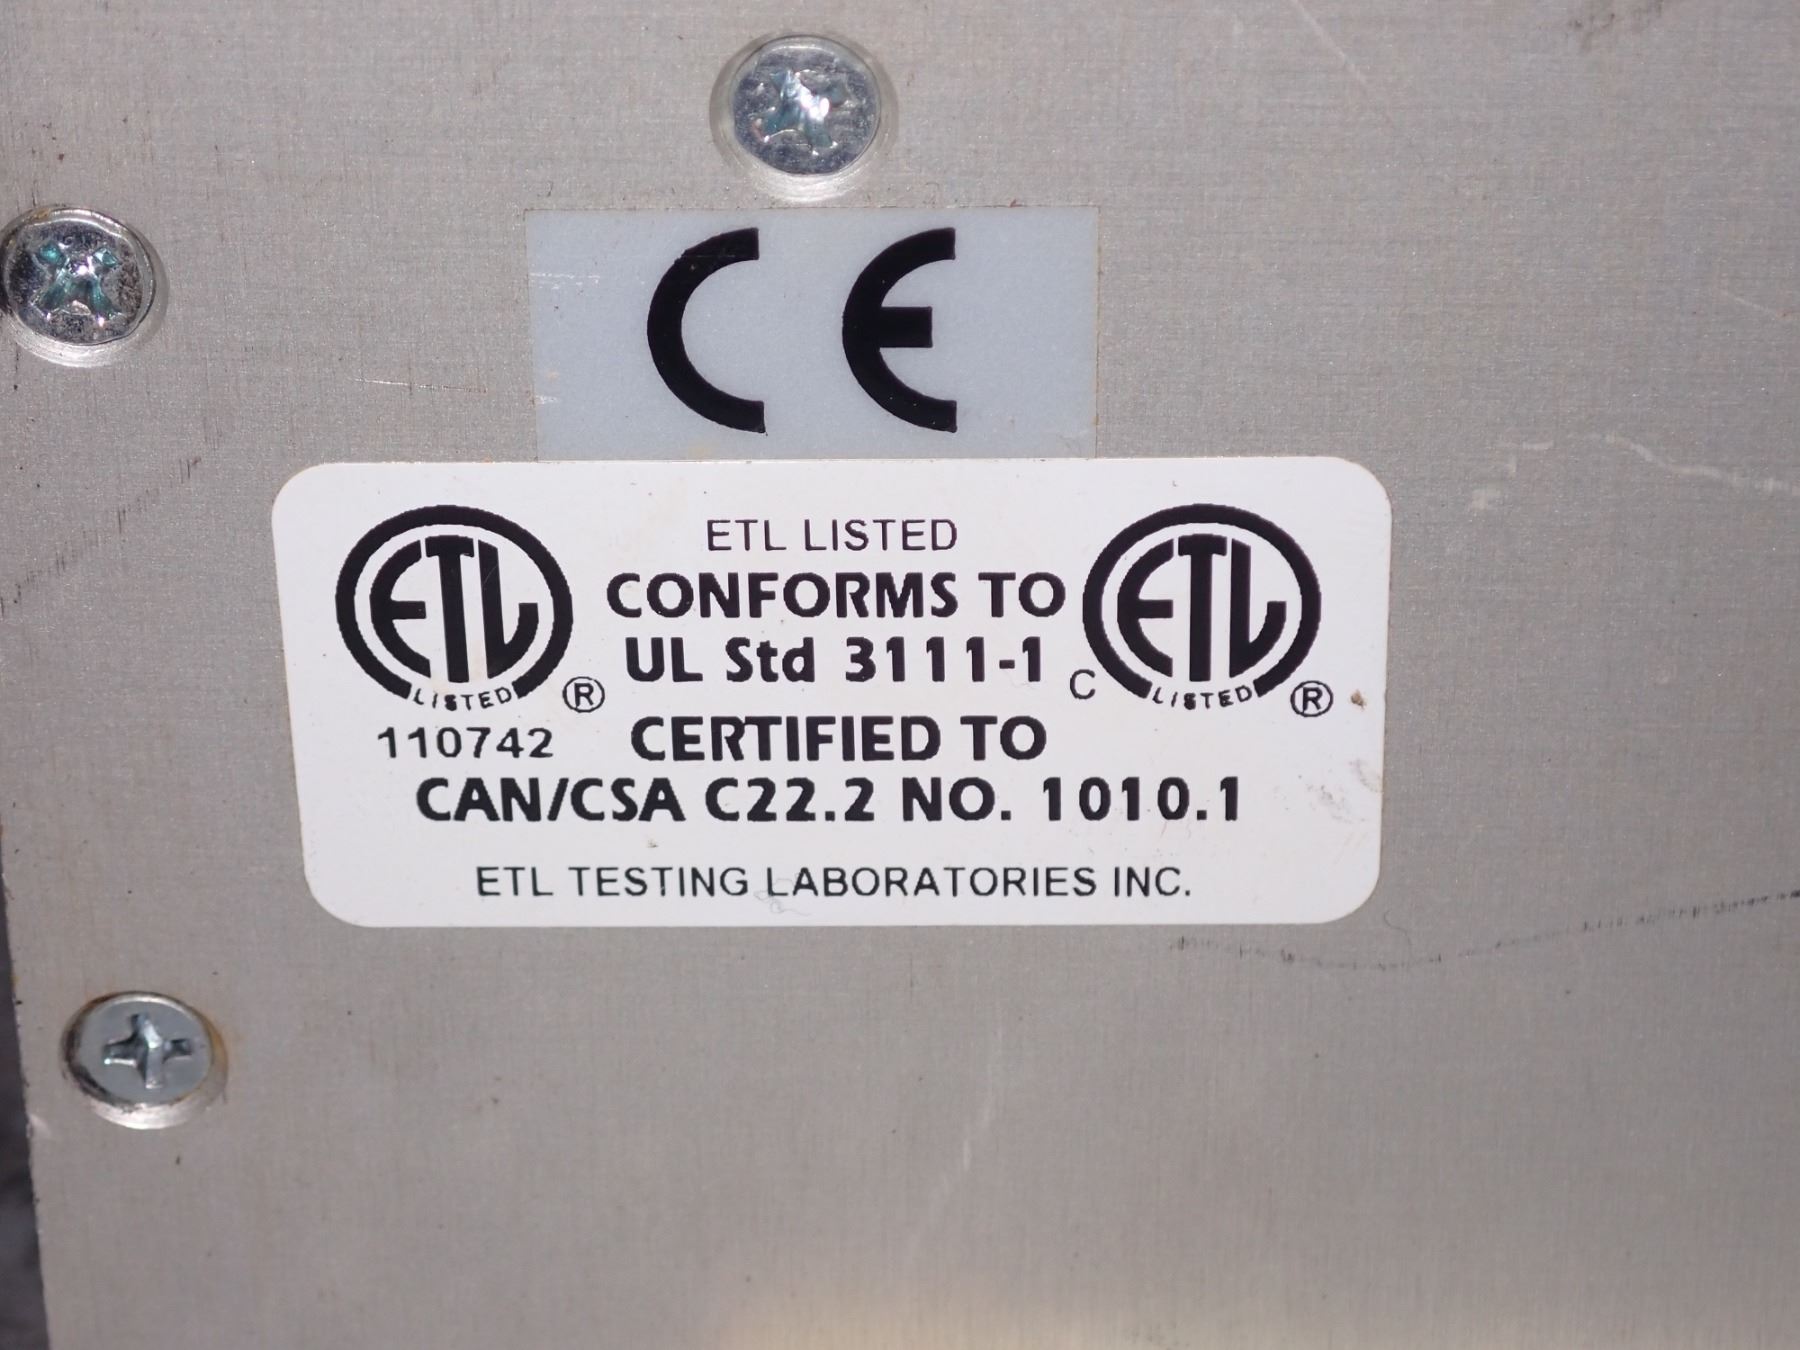 CE
ETL LISTED
CONFORMS TO
UL Std 3111-1
ETL
LISTED
®
110742
C
ETL
LISTED
®
CERTIFIED TO
CAN/CSA C22.2 NO. 1010.1
ETL TESTING LABORATORIES INC.